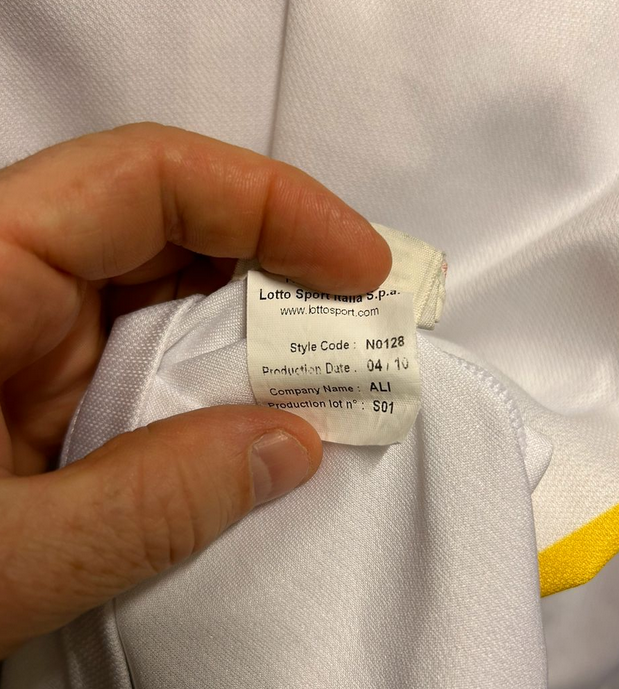 Lotto Sport Italia S.p.a.
www.lottosport.com
Style Code : N0128
Production Date . 04 / 10
Company Name : ALI
Production lot n° : S01